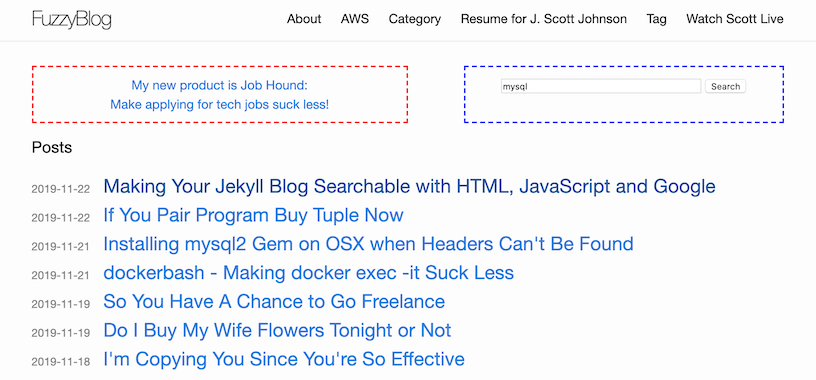 FuzzyBlog About AWS Category Resume for J. Scott Johnson Tag Watch Scott Live
My new product is Job Hound:
Make applying for tech jobs suck less!
mysql Search
Posts
2019-11-22 Making Your Jekyll Blog Searchable with HTML, JavaScript and Google
2019-11-22 If You Pair Program Buy Tuple Now
2019-11-21 Installing mysql2 Gem on OSX when Headers Can't Be Found
2019-11-21 dockerbash - Making docker exec -it Suck Less
2019-11-19 So You Have A Chance to Go Freelance
2019-11-19 Do I Buy My Wife Flowers Tonight or Not
2019-11-18 I'm Copying You Since You're So Effective